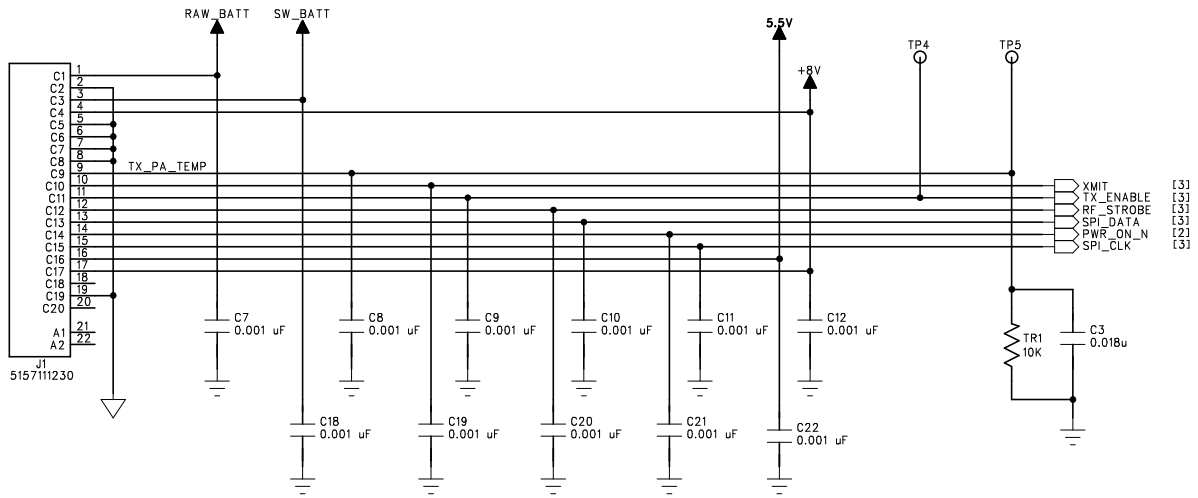 RAW_BATT SW_BATT 5.5V
+8V TP4 TP5
C1 1
C2 2
C3 3
C4 4
C5 5
C6 6
C7 7
C8 8
C9 9 TX_PA_TEMP
C10 10 XMIT [3]
C11 11 TX_ENABLE [3]
C12 12 RF_STROBE [3]
C13 13 SPI_DATA [3]
C14 14 PWR_ON_N [2]
C15 15 SPI_CLK [3]
C16 16
C17 17
C18 18
C19 19
C20 20
A1 21
A2 22
J1
5157111230
C7
0.001 uF
C8
0.001 uF
C9
0.001 uF
C10
0.001 uF
C11
0.001 uF
C12
0.001 uF
TR1
10K
C3
0.018u
C18
0.001 uF
C19
0.001 uF
C20
0.001 uF
C21
0.001 uF
C22
0.001 uF